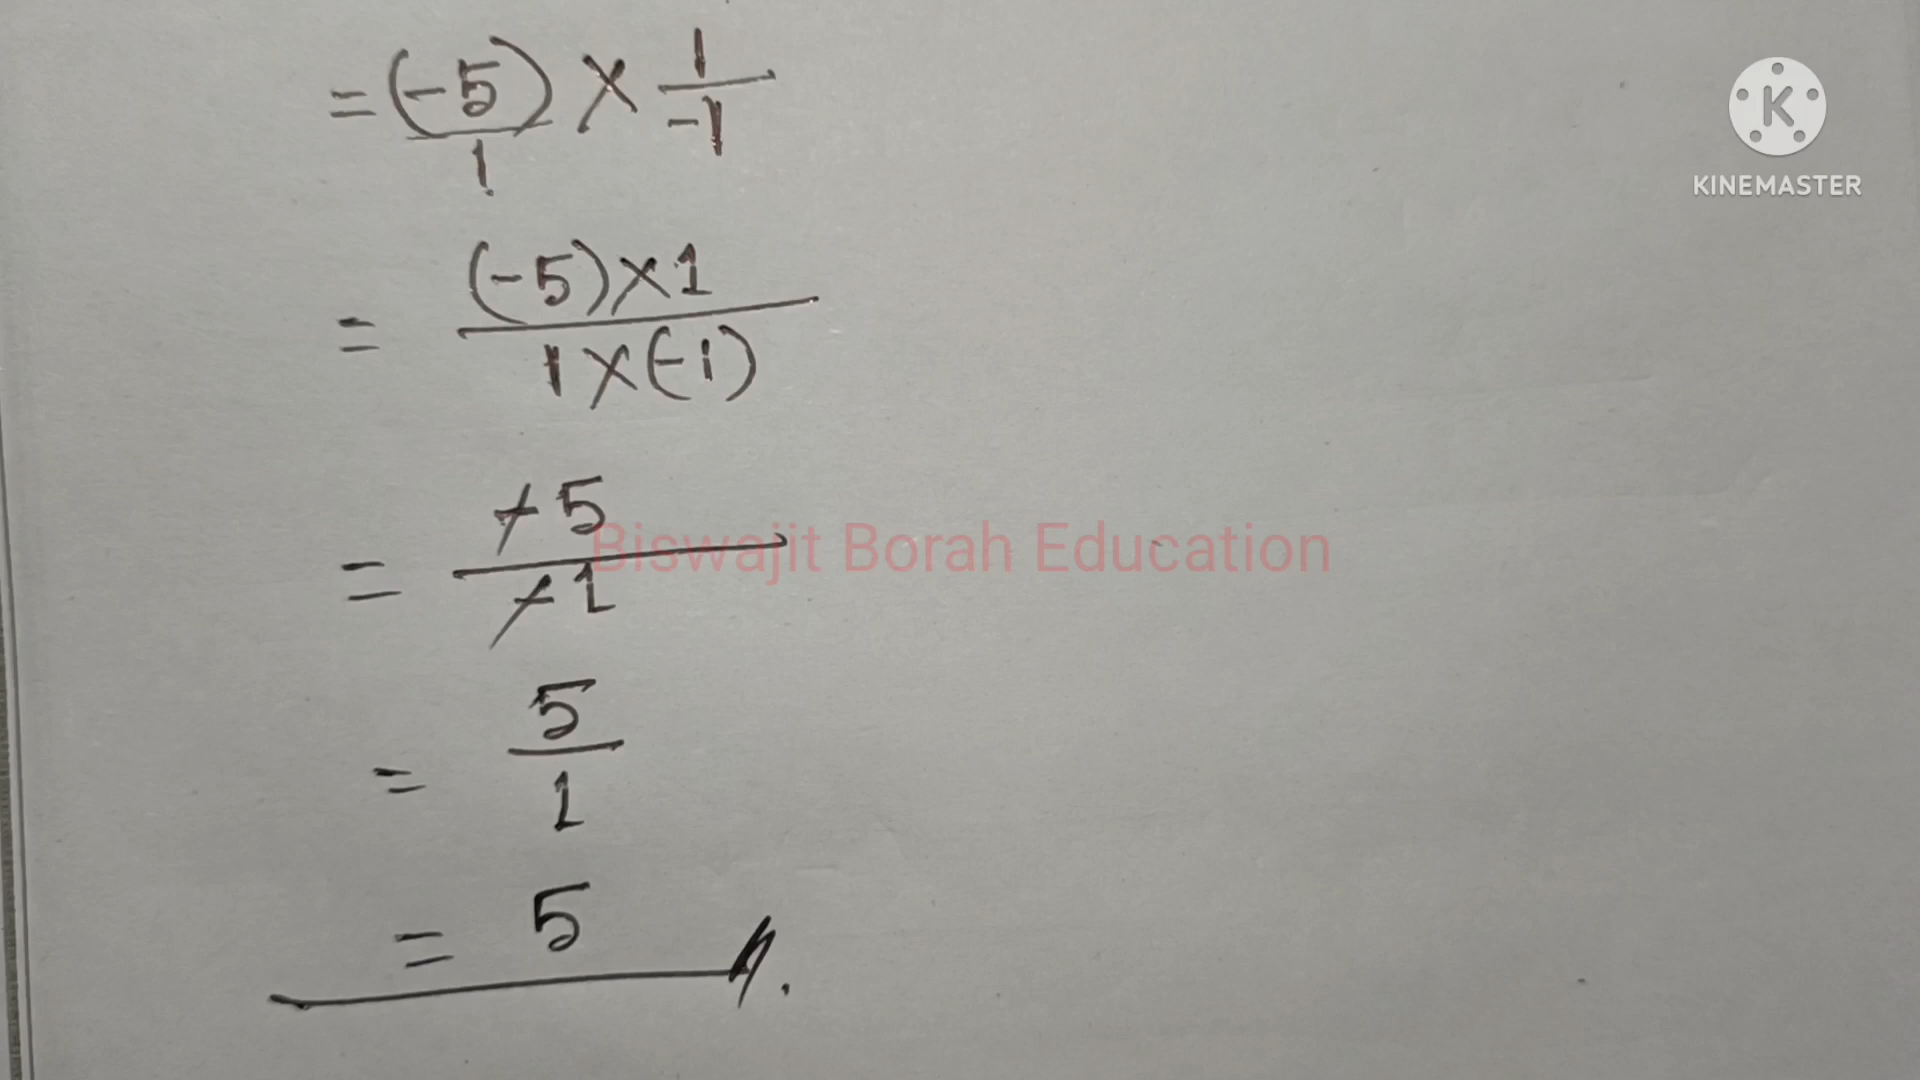 = (-5)/1 × 1/-1
KINEMASTER
= (-5)×1 / 1×(-1)
= -5 / -1
Biswajit Borah Education
= 5/1
= 5